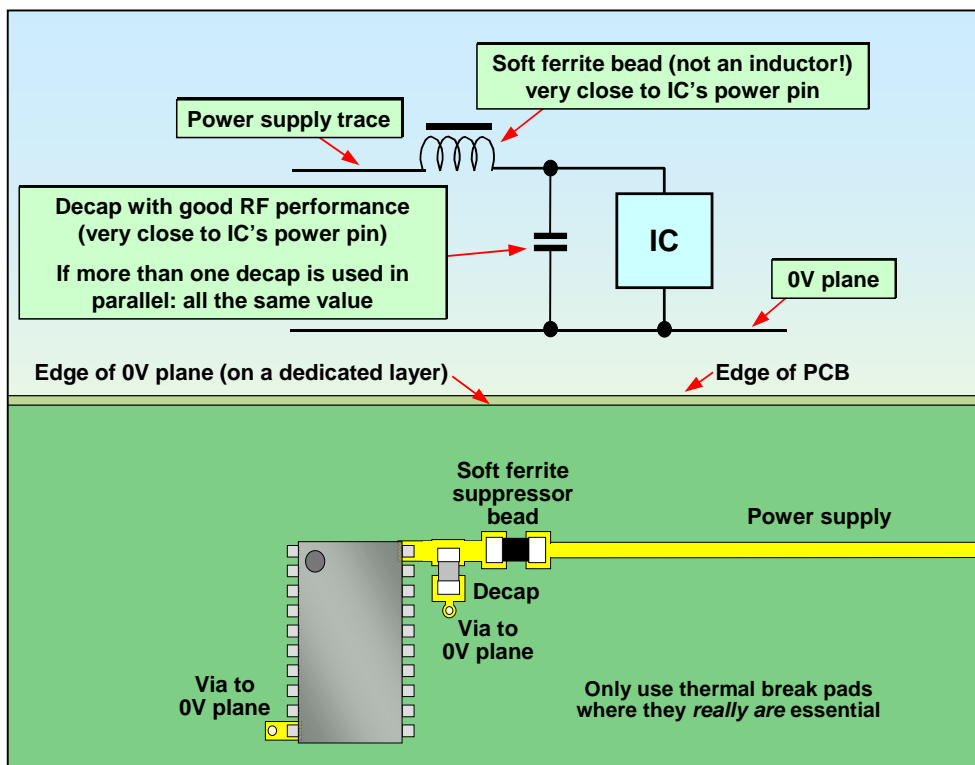 Soft ferrite bead (not an inductor!)
very close to IC's power pin
Power supply trace
Decap with good RF performance
(very close to IC's power pin)
If more than one decap is used in
parallel: all the same value
IC
0V plane
Edge of 0V plane (on a dedicated layer)
Edge of PCB
Soft ferrite
suppressor
bead
Power supply
Decap
Via to
0V plane
Via to
0V plane
Only use thermal break pads
where they really are essential